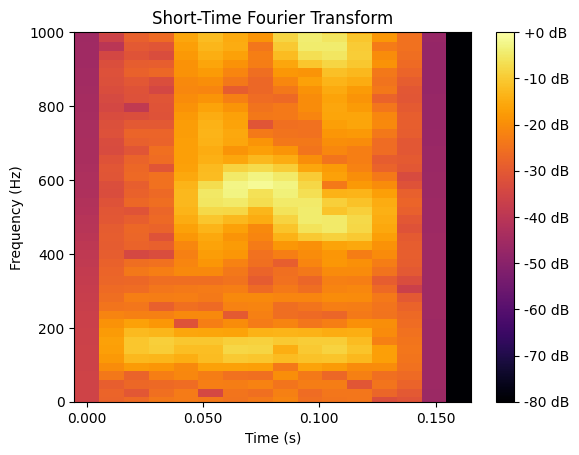 Short-Time Fourier Transform
1000
800
600
400
200
0
Frequency (Hz)
0.000
0.050
0.100
0.150
Time (s)
+0 dB
-10 dB
-20 dB
-30 dB
-40 dB
-50 dB
-60 dB
-70 dB
-80 dB